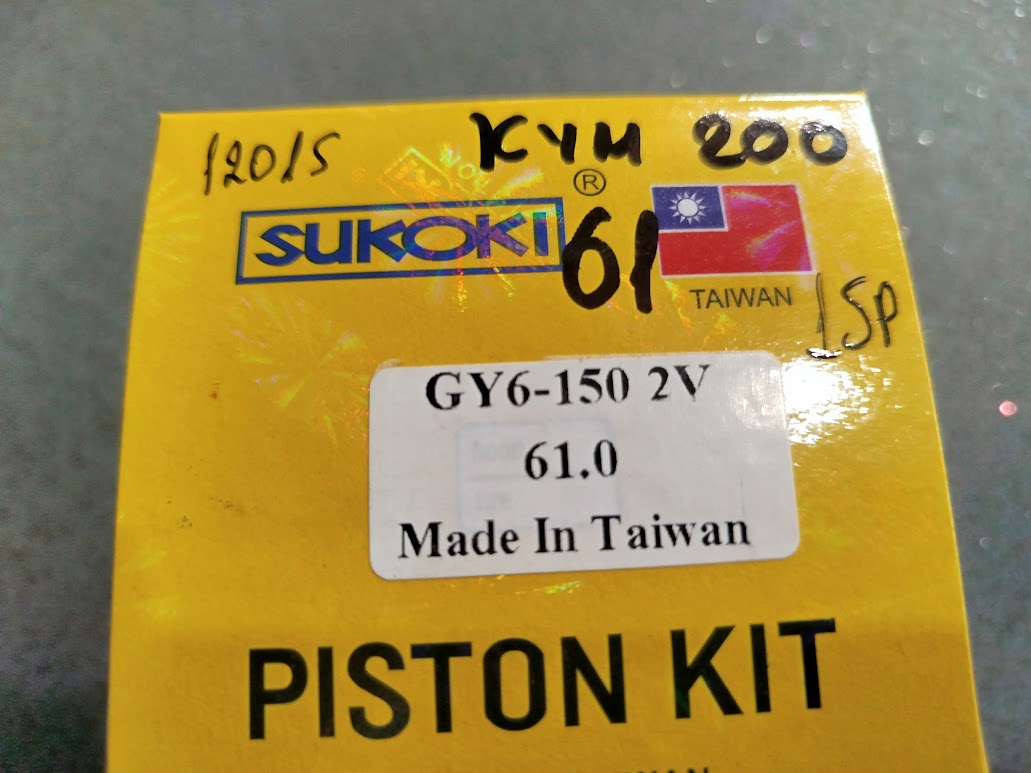 12015
KYM 200
SUKOKI ®
61
TAIWAN
15P
GY6-150 2V
61.0
Made In Taiwan
PISTON KIT